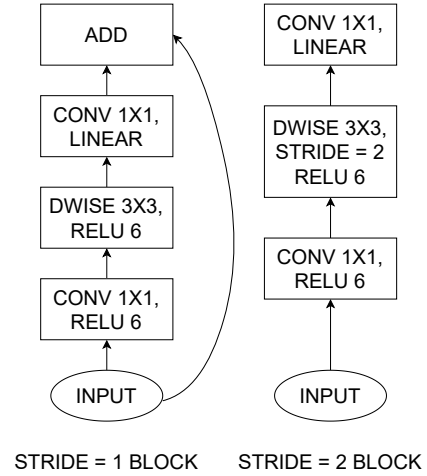 ADD
CONV 1X1,
LINEAR
DWISE 3X3,
RELU 6
CONV 1X1,
RELU 6
INPUT
STRIDE = 1 BLOCK
CONV 1X1,
LINEAR
DWISE 3X3,
STRIDE = 2
RELU 6
CONV 1X1,
RELU 6
INPUT
STRIDE = 2 BLOCK